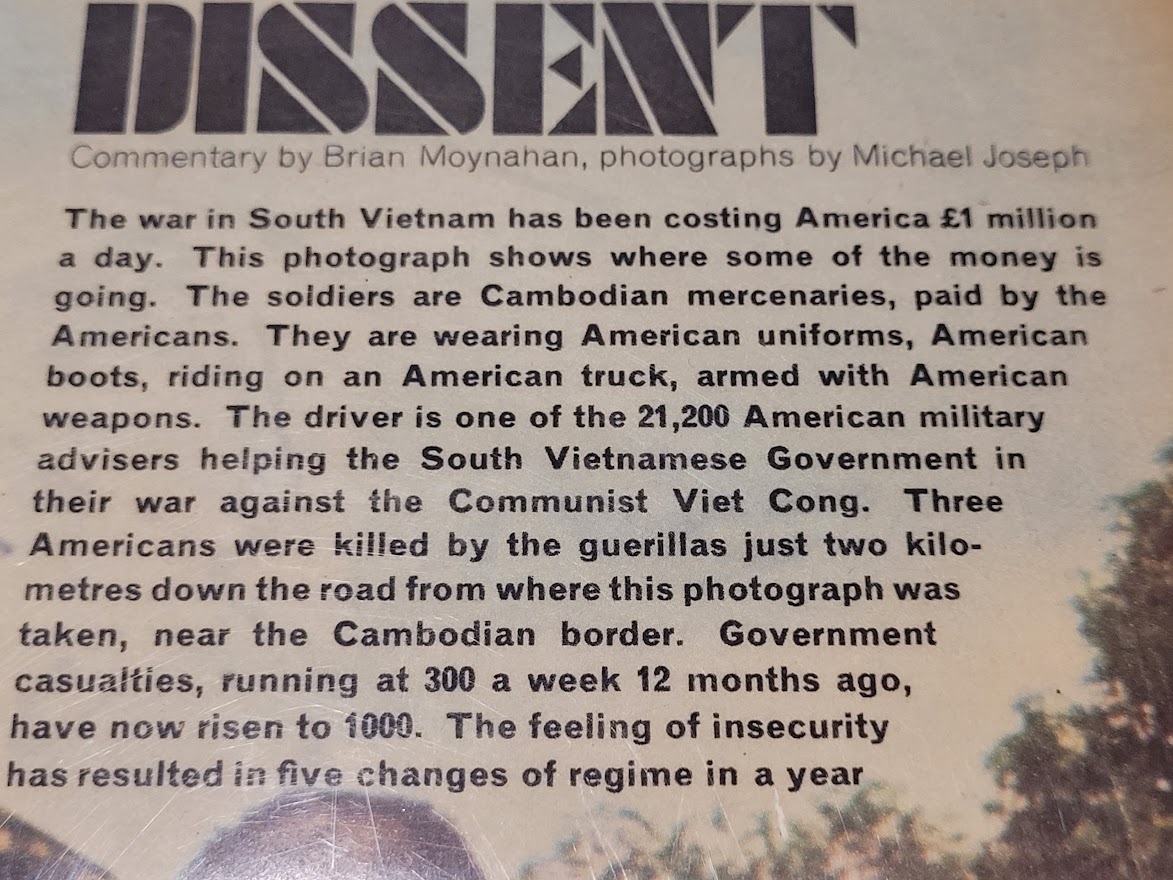 DISSENT
Commentary by Brian Moynahan, photographs by Michael Joseph
The war in South Vietnam has been costing America £1 million
a day. This photograph shows where some of the money is
going. The soldiers are Cambodian mercenaries, paid by the
Americans. They are wearing American uniforms, American
boots, riding on an American truck, armed with American
weapons. The driver is one of the 21,200 American military
advisers helping the South Vietnamese Government in
their war against the Communist Viet Cong. Three
Americans were killed by the guerillas just two kilo-
metres down the road from where this photograph was
taken, near the Cambodian border. Government
casualties, running at 300 a week 12 months ago,
have now risen to 1000. The feeling of insecurity
has resulted in five changes of regime in a year